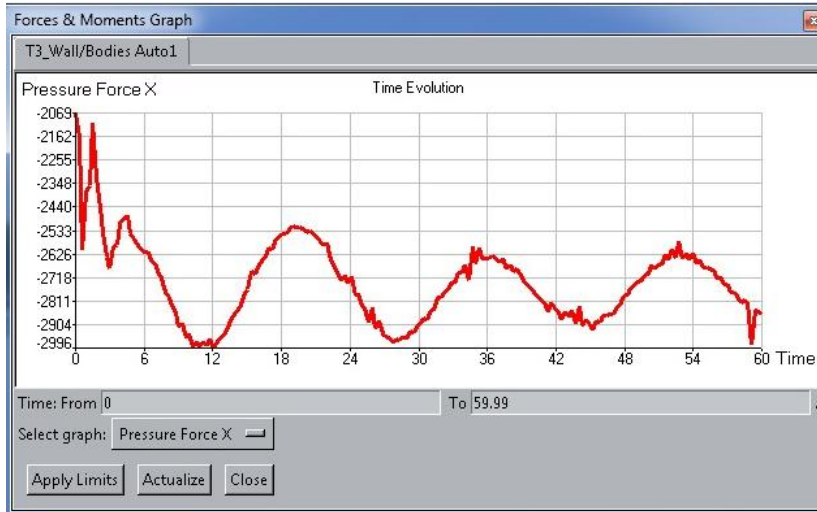 Forces & Moments Graph
T3_Wall/Bodies Auto1
Pressure Force X
Time Evolution
-2069
-2162
-2255
-2348
-2440
-2533
-2626
-2718
-2811
-2904
-2996
0 6 12 18 24 30 36 42 48 54 60 Time
Time: From 0 To 59.99
Select graph: Pressure Force X
Apply Limits Actualize Close